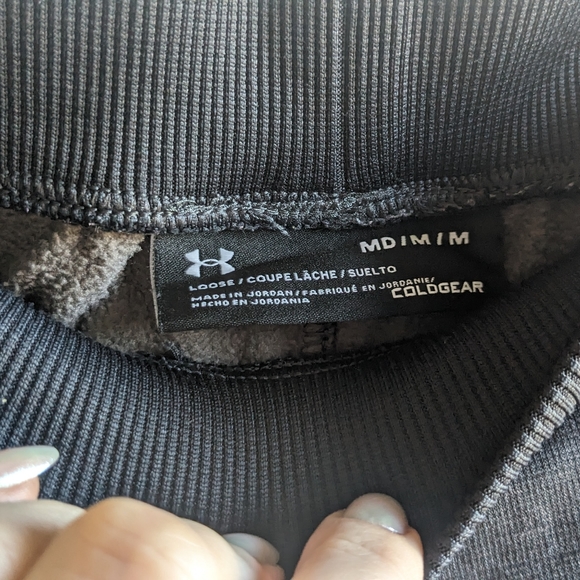 MD/M/M
LOOSE/COUPE LÂCHE/SUELTO
MADE IN JORDAN/FABRIQUÉ EN JORDANIE/
HECHO EN JORDANIA
COLDGEAR